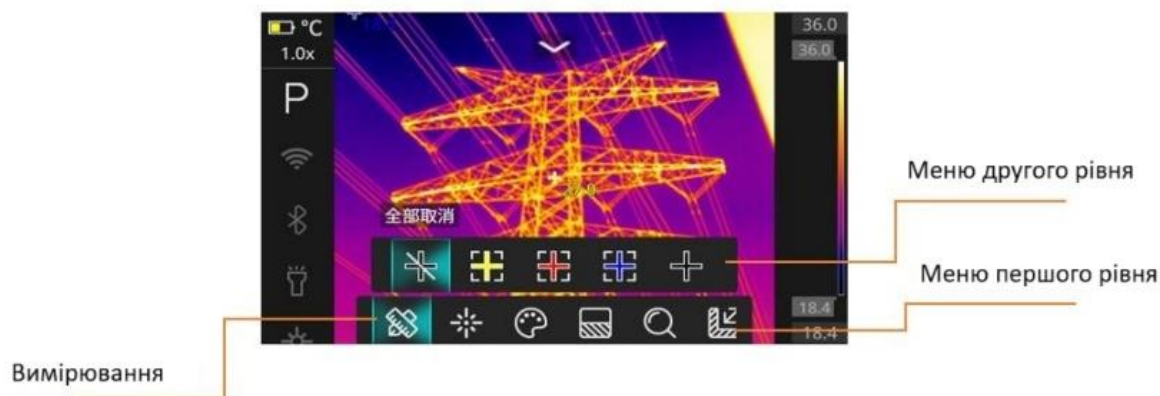 °C
1.0x
P
36.0
36.0
全部取消
18.4
18.4
Меню другого рівня
Меню першого рівня
Вимірювання